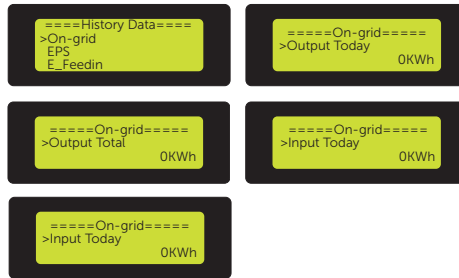 ====History Data====
>On-grid
EPS
E_Feedin
=====On-grid=====
>Output Today
0KWh
=====On-grid=====
>Output Total
0KWh
=====On-grid=====
>Input Today
0KWh
=====On-grid=====
>Input Today
0KWh